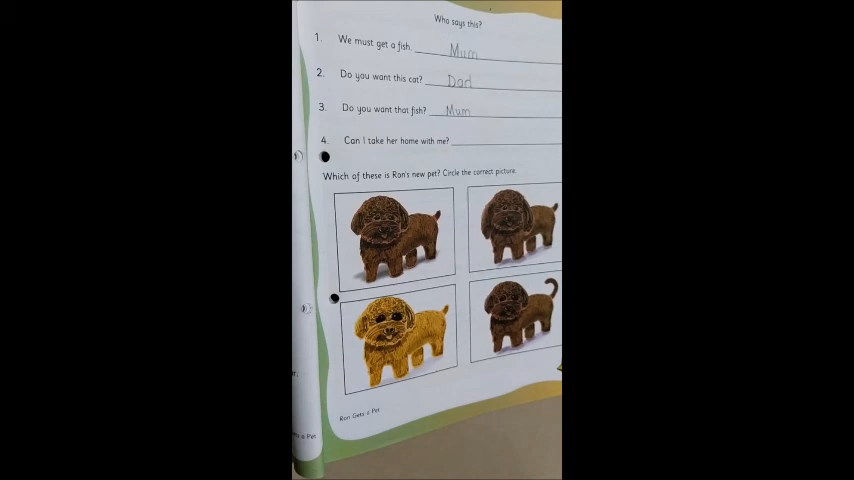 Who says this?
1. We must get a fish. Mum
2. Do you want this cat? Dad
3. Do you want that fish? Mum
4. Can I take her home with me?
Which of these is Ron's new pet? Circle the correct picture.
Ron Gets a Pet
a Pet